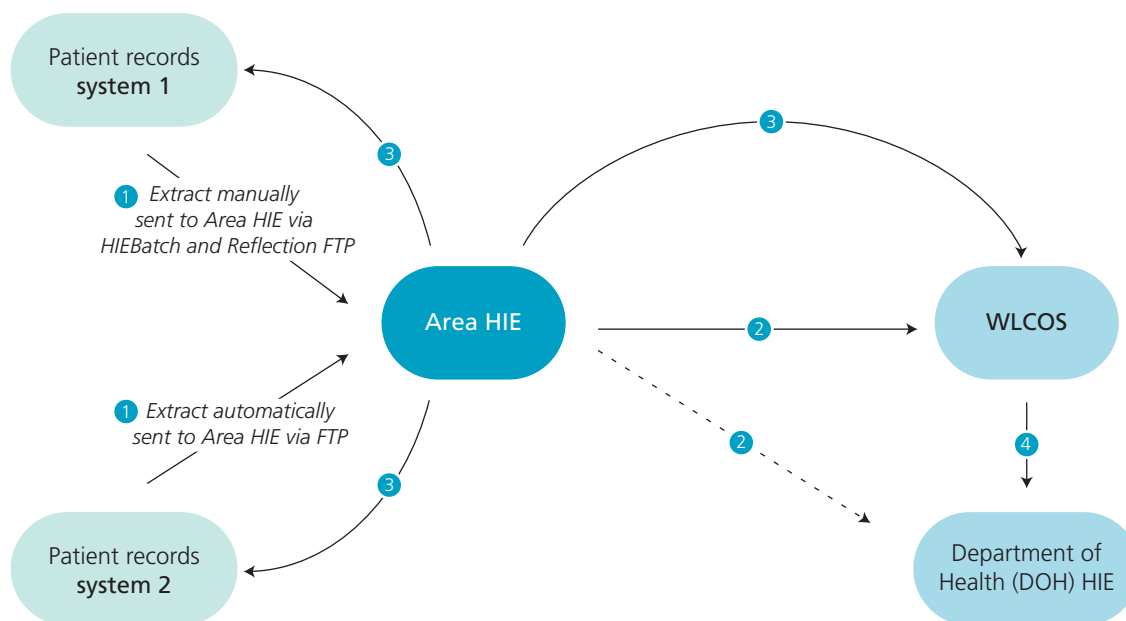 Patient records
system 1
3
3
1 Extract manually
sent to Area HIE via
HIEBatch and Reflection FTP
Area HIE
WLCOS
2
1 Extract automatically
sent to Area HIE via FTP
2
4
3
Patient records
system 2
Department of
Health (DOH) HIE